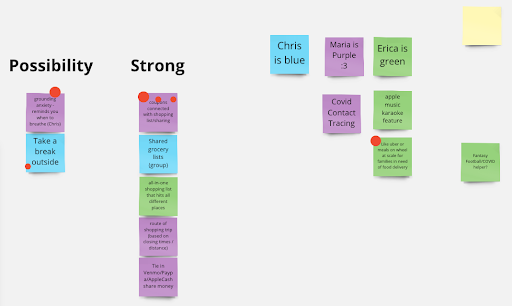 Possibility
Strong
grounding
anxiety -
reminds you
when to
breathe (Chris)
Take a
break
outside
coupons
connected
with shopping
list/sharing
Shared
grocery
lists
(group)
all-in-one
shopping list
that lists all
different
places
route of
shopping trip
(based on
closing times /
distance)
Tie in
Venmo/Paypa
l/AppleCash
share money
Chris
is blue
Maria is
Purple
:3
Erica is
green
Covid
Contact
Tracing
apple
music
karaoke
feature
Like uber or
meals on wheels
at scale for
families in need
of food delivery
Fantasy
Football/COVID
helper?